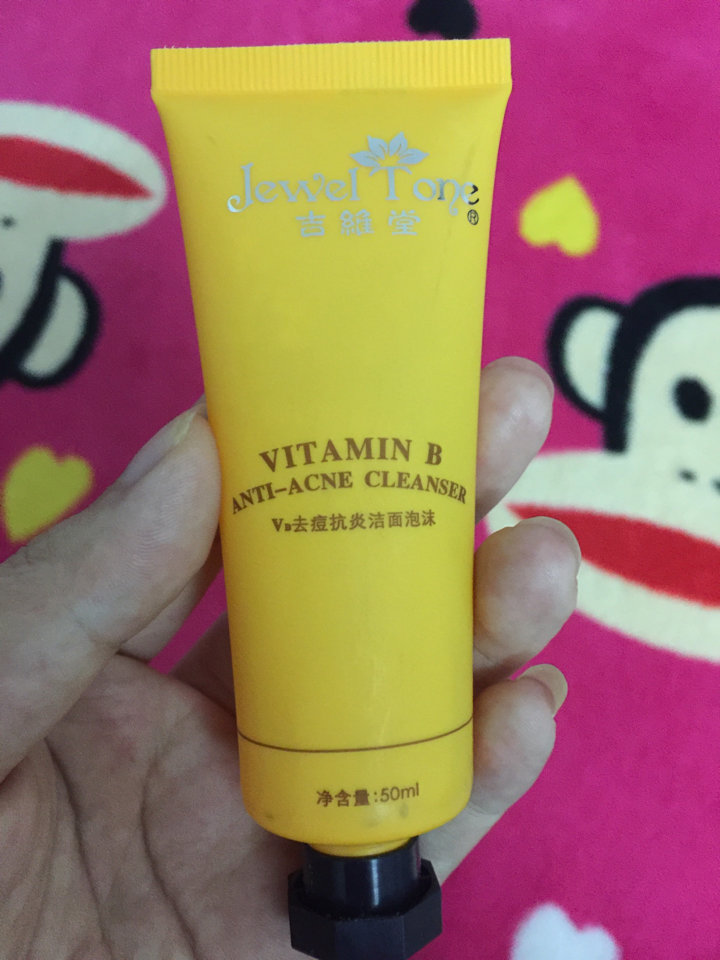 Jewel Tone®
吉維堂
VITAMIN B
ANTI-ACNE CLEANSER
VB去痘抗炎洁面泡沫
净含量:50ml